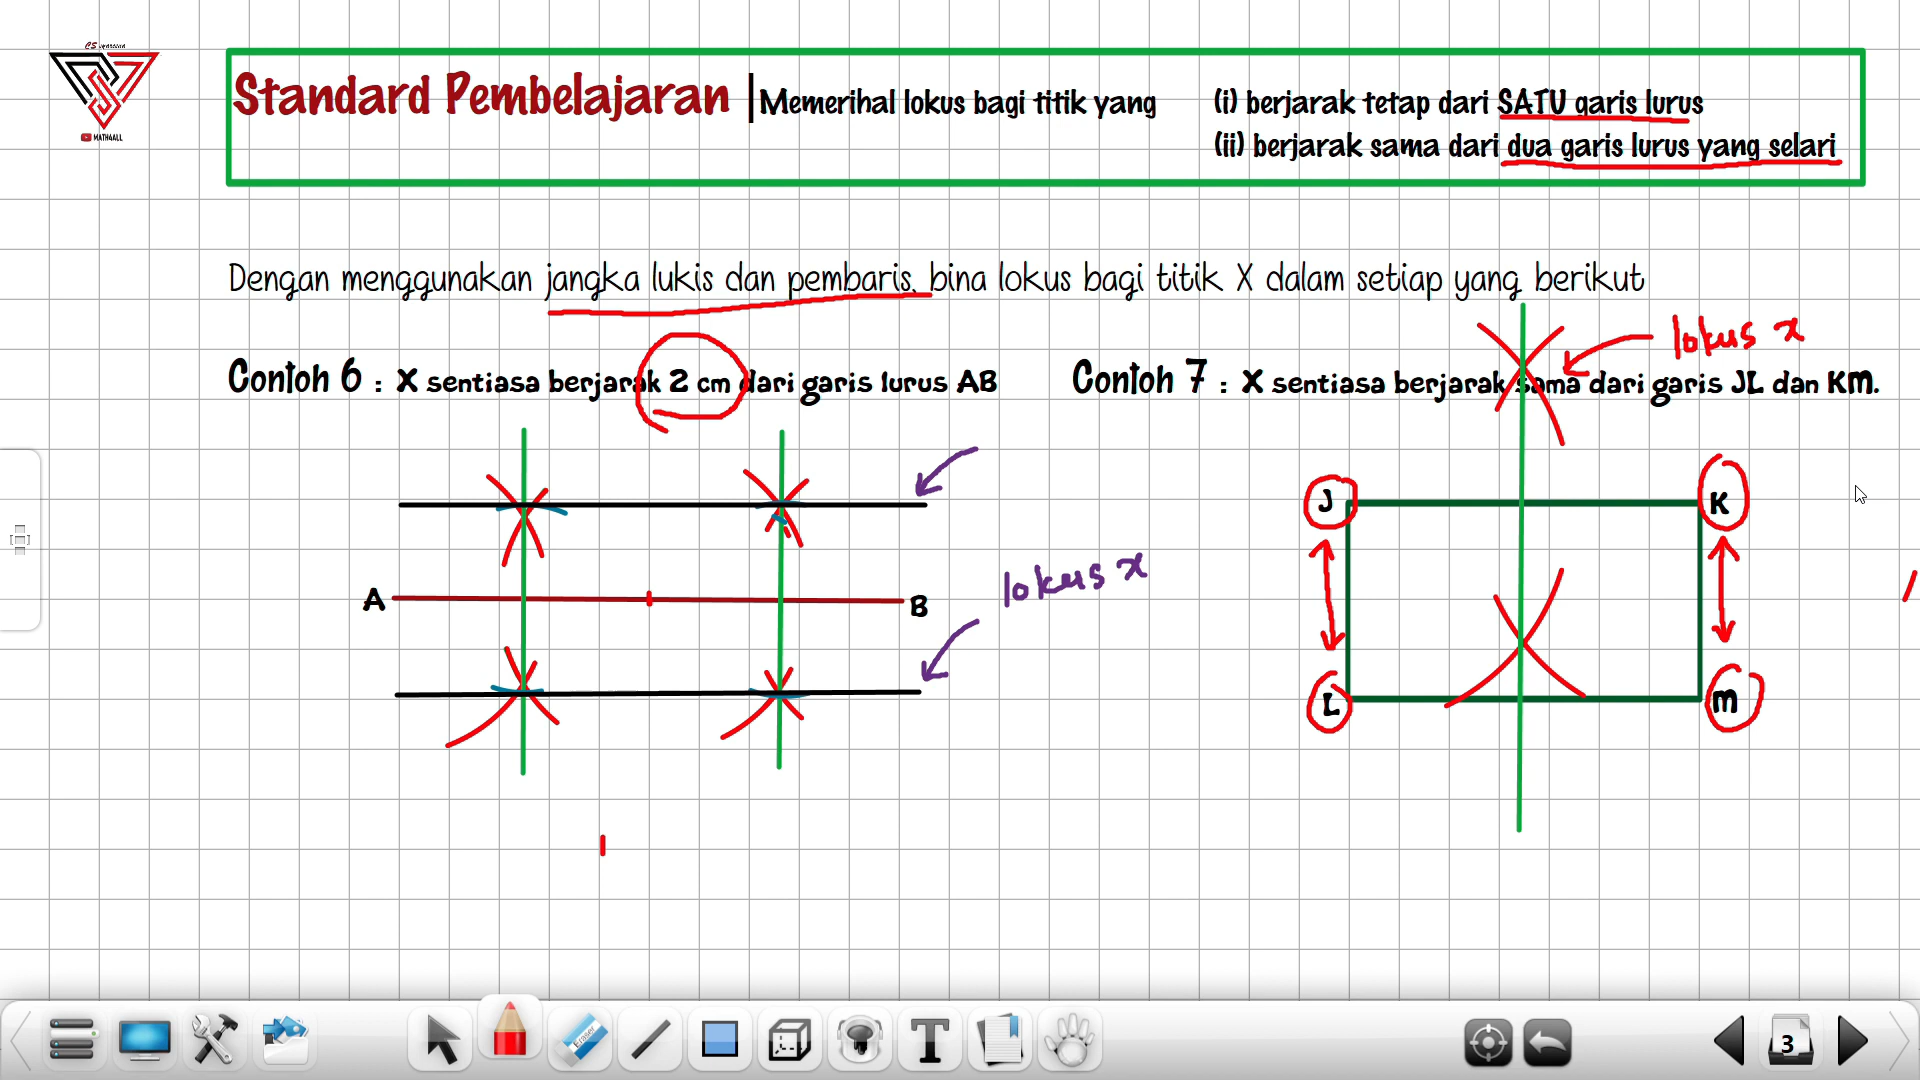 CS
MATH4ALL
Standard Pembelajaran | Memerihal lokus bagi titik yang
(i) berjarak tetap dari SATU garis lurus
(ii) berjarak sama dari dua garis lurus yang selari
Dengan menggunakan jangka lukis dan pembaris, bina lokus bagi titik X dalam setiap yang berikut
Contoh 6 : X sentiasa berjarak 2 cm dari garis lurus AB
Contoh 7 : X sentiasa berjarak sama dari garis JL dan KM.
lokus x
A
B
lokus x
J
K
L
M
Eraser
T
3